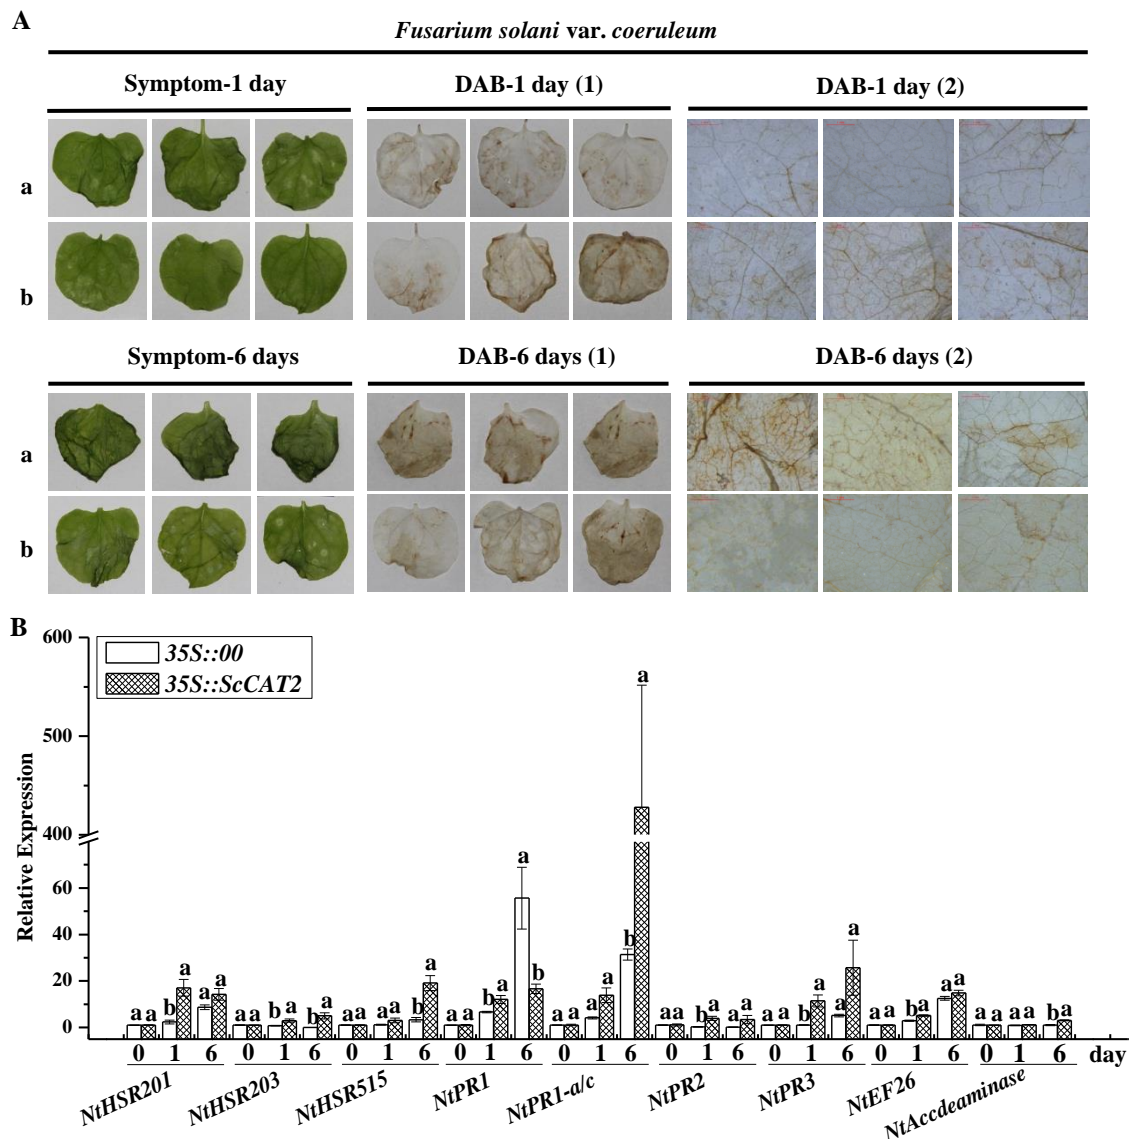 A
Fusarium solani var. coeruleum
Symptom-1 day DAB-1 day (1) DAB-1 day (2)
a
b
Symptom-6 days DAB-6 days (1) DAB-6 days (2)
a
b
B
600
500
400
60
40
20
0
Relative Expression
35S::00
35S::ScCAT2
a a b a a a a a b a b a a a a a b a a a b a a b a a a a b a a a b a a a a a b a b a a a b a a a a a a a b a
0 1 6 0 1 6 0 1 6 0 1 6 0 1 6 0 1 6 0 1 6 0 1 6 0 1 6 day
NtHSR201 NtHSR203 NtHSR515 NtPR1 NtPR1-a/c NtPR2 NtPR3 NtEF26 NtAccdeaminase